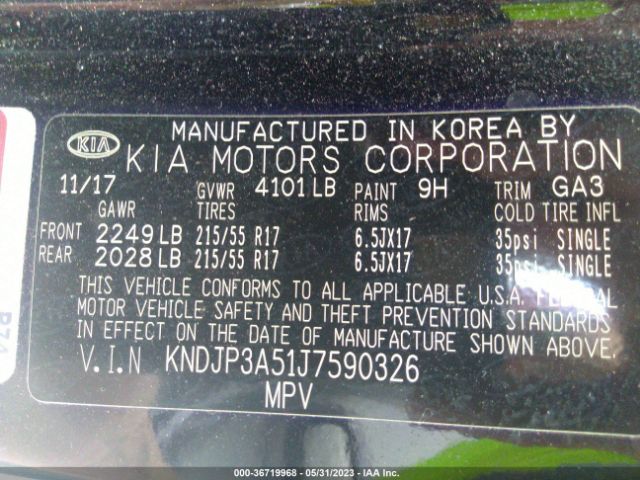 MANUFACTURED IN KOREA BY
KIA KIA MOTORS CORPORATION
11/17 GVWR 4101 LB PAINT 9H TRIM GA3
GAWR TIRES RIMS COLD TIRE INFL
FRONT 2249 LB 215/55 R17 6.5JX17 35psi SINGLE
REAR 2028 LB 215/55 R17 6.5JX17 35psi SINGLE
THIS VEHICLE CONFORMS TO ALL APPLICABLE U.S.A. FEDERAL
MOTOR VEHICLE SAFETY AND THEFT PREVENTION STANDARDS
IN EFFECT ON THE DATE OF MANUFACTURE SHOWN ABOVE.
V.I.N KNDJP3A51J7590326
MPV
000-36719968 - 05/31/2023 - IAA Inc.